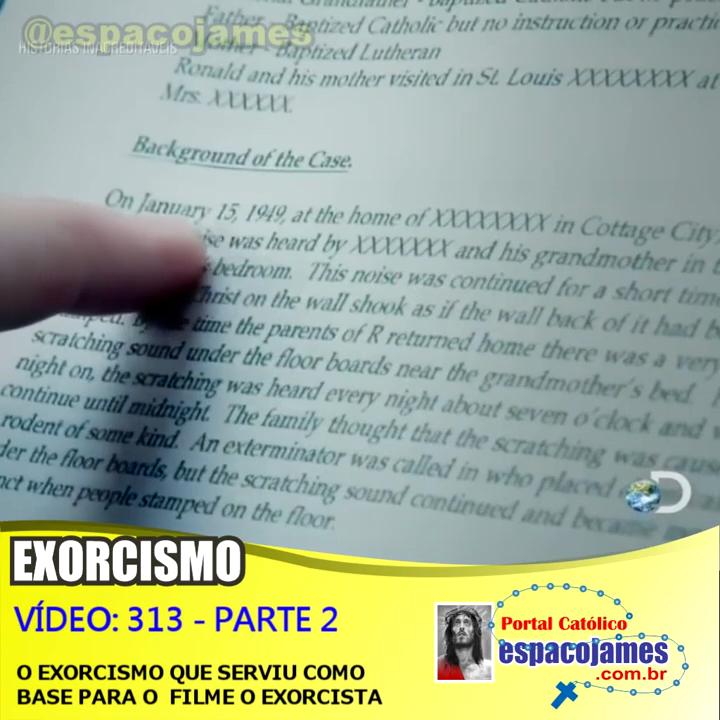 @espacojames
HISTÓRIAS INACREDITÁVEIS
Father - Baptized Catholic but no instruction or practic
Mother - Baptized Lutheran
Ronald and his mother visited in St. Louis XXXXXXXX at
Mrs. XXXXXX.
Background of the Case.
On January 15, 1949, at the home of XXXXXXXX in Cottage City
ise was heard by XXXXXXX and his grandmother in t
bedroom. This noise was continued for a short time
Christ on the wall shook as if the wall back of it had b
time the parents of R returned home there was a very
scratching sound under the floor boards near the grandmother's bed.
night on, the scratching was heard every night about seven o'clock and
continue until midnight. The family thought that the scratching was caus
rodent of some kind. An exterminator was called in who placed
der the floor boards, but the scratching sound continued and became
nct when people stamped on the floor.
EXORCISMO
VÍDEO: 313 - PARTE 2
O EXORCISMO QUE SERVIU COMO
BASE PARA O FILME O EXORCISTA
Portal Católico
espacojames
.com.br